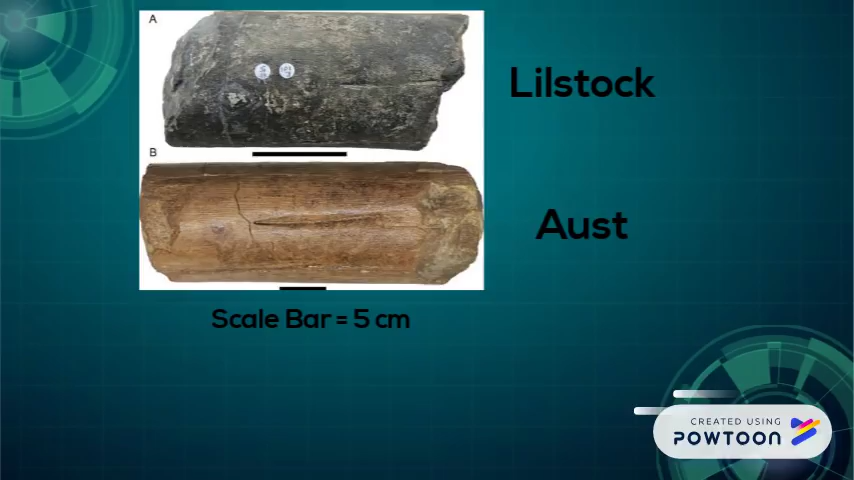 A
Lilstock
B
Aust
Scale Bar = 5 cm
CREATED USING
POWTOON